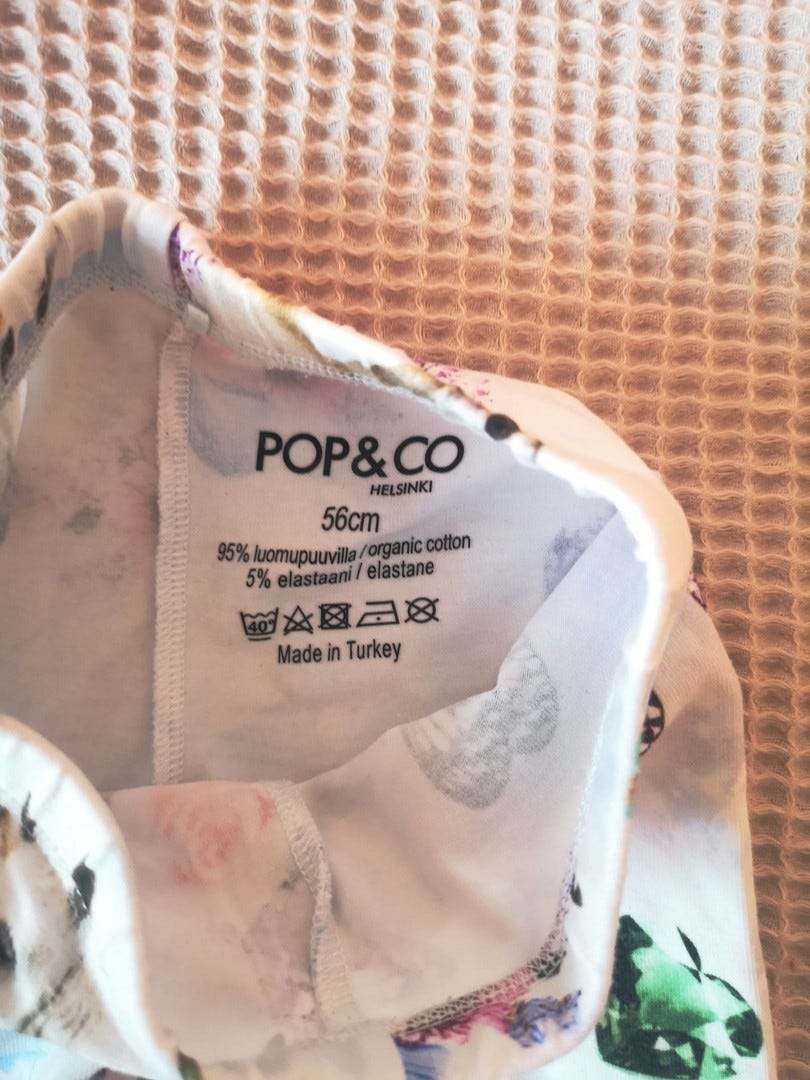 POP&CO
HELSINKI
56cm
95% luomupuuvilla / organic cotton
5% elastaani / elastane
40°
Made in Turkey